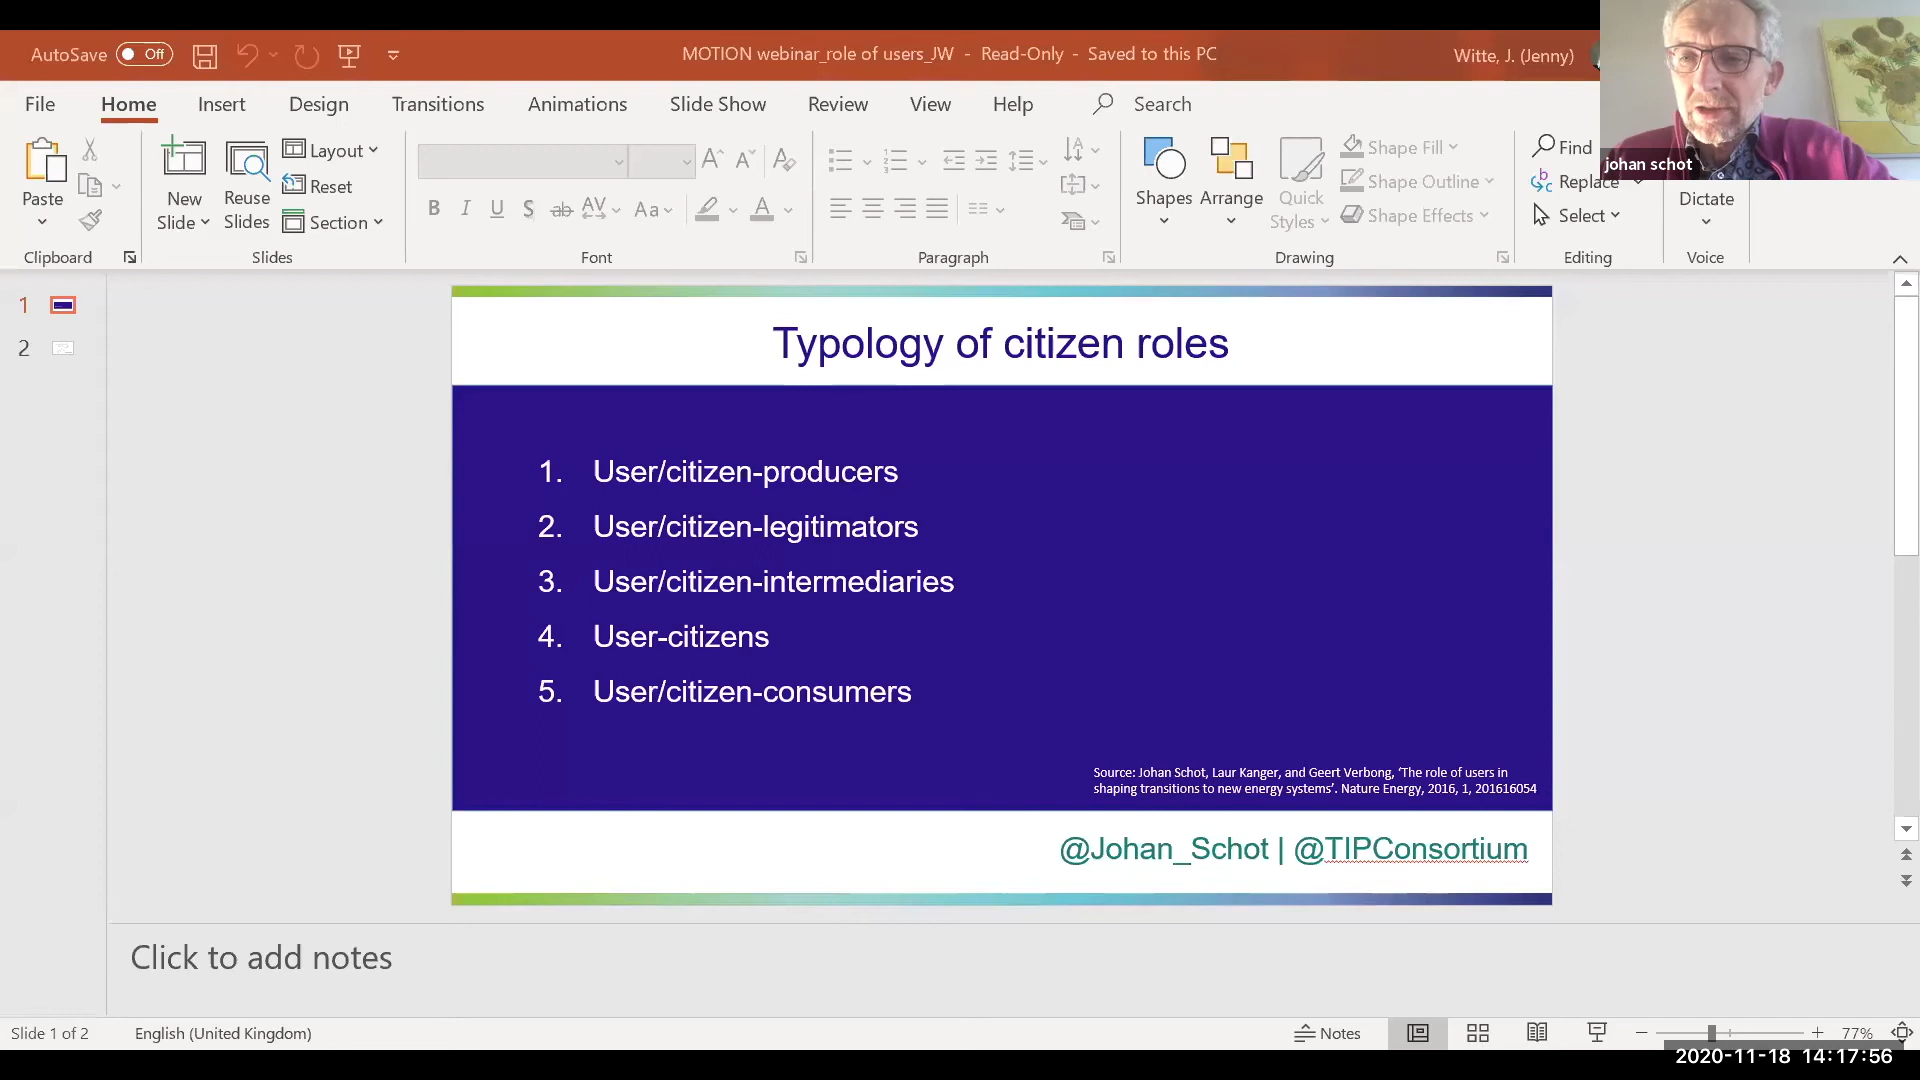 AutoSave Off
MOTION webinar_role of users_JW - Read-Only - Saved to this PC
Witte, J. (Jenny)
File Home Insert Design Transitions Animations Slide Show Review View Help Search
Paste
Clipboard
New Slide
Reuse Slides
Layout
Reset
Section
Slides
B I U S ab AV Aa A
Font
Paragraph
Shapes
Arrange
Quick Styles
Shape Fill
Shape Outline
Shape Effects
Drawing
Find
Replace
Select
Editing
Dictate
Voice
johan schot
1
2
Typology of citizen roles
1. User/citizen-producers
2. User/citizen-legitimators
3. User/citizen-intermediaries
4. User-citizens
5. User/citizen-consumers
Source: Johan Schot, Laur Kanger, and Geert Verbong, ‘The role of users in
shaping transitions to new energy systems’. Nature Energy, 2016, 1, 201616054
@Johan_Schot | @TIPConsortium
Click to add notes
Slide 1 of 2
English (United Kingdom)
Notes
77%
2020-11-18 14:17:56